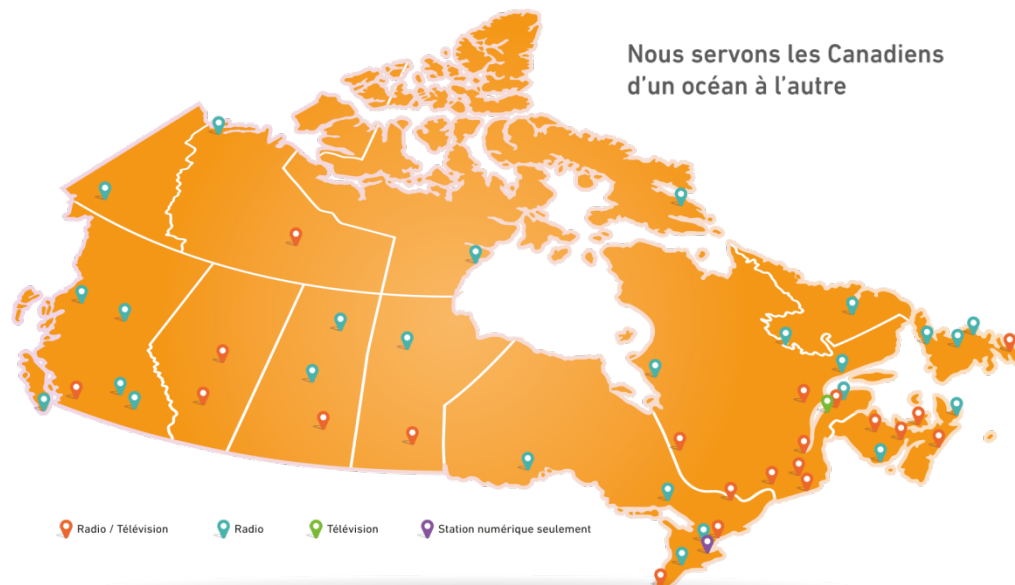 Nous servons les Canadiens
d’un océan à l’autre
Radio / Télévision
Radio
Télévision
Station numérique seulement